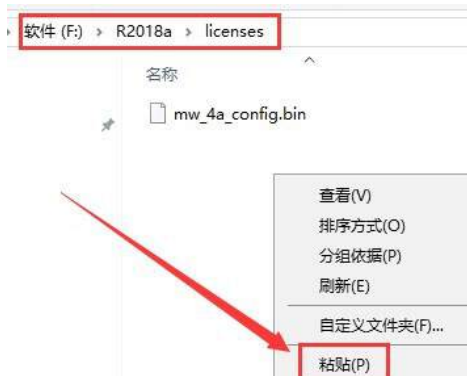 软件 (F:) › R2018a › licenses
名称
mw_4a_config.bin
查看(V)
排序方式(O)
分组依据(P)
刷新(E)
自定义文件夹(F)...
粘贴(P)